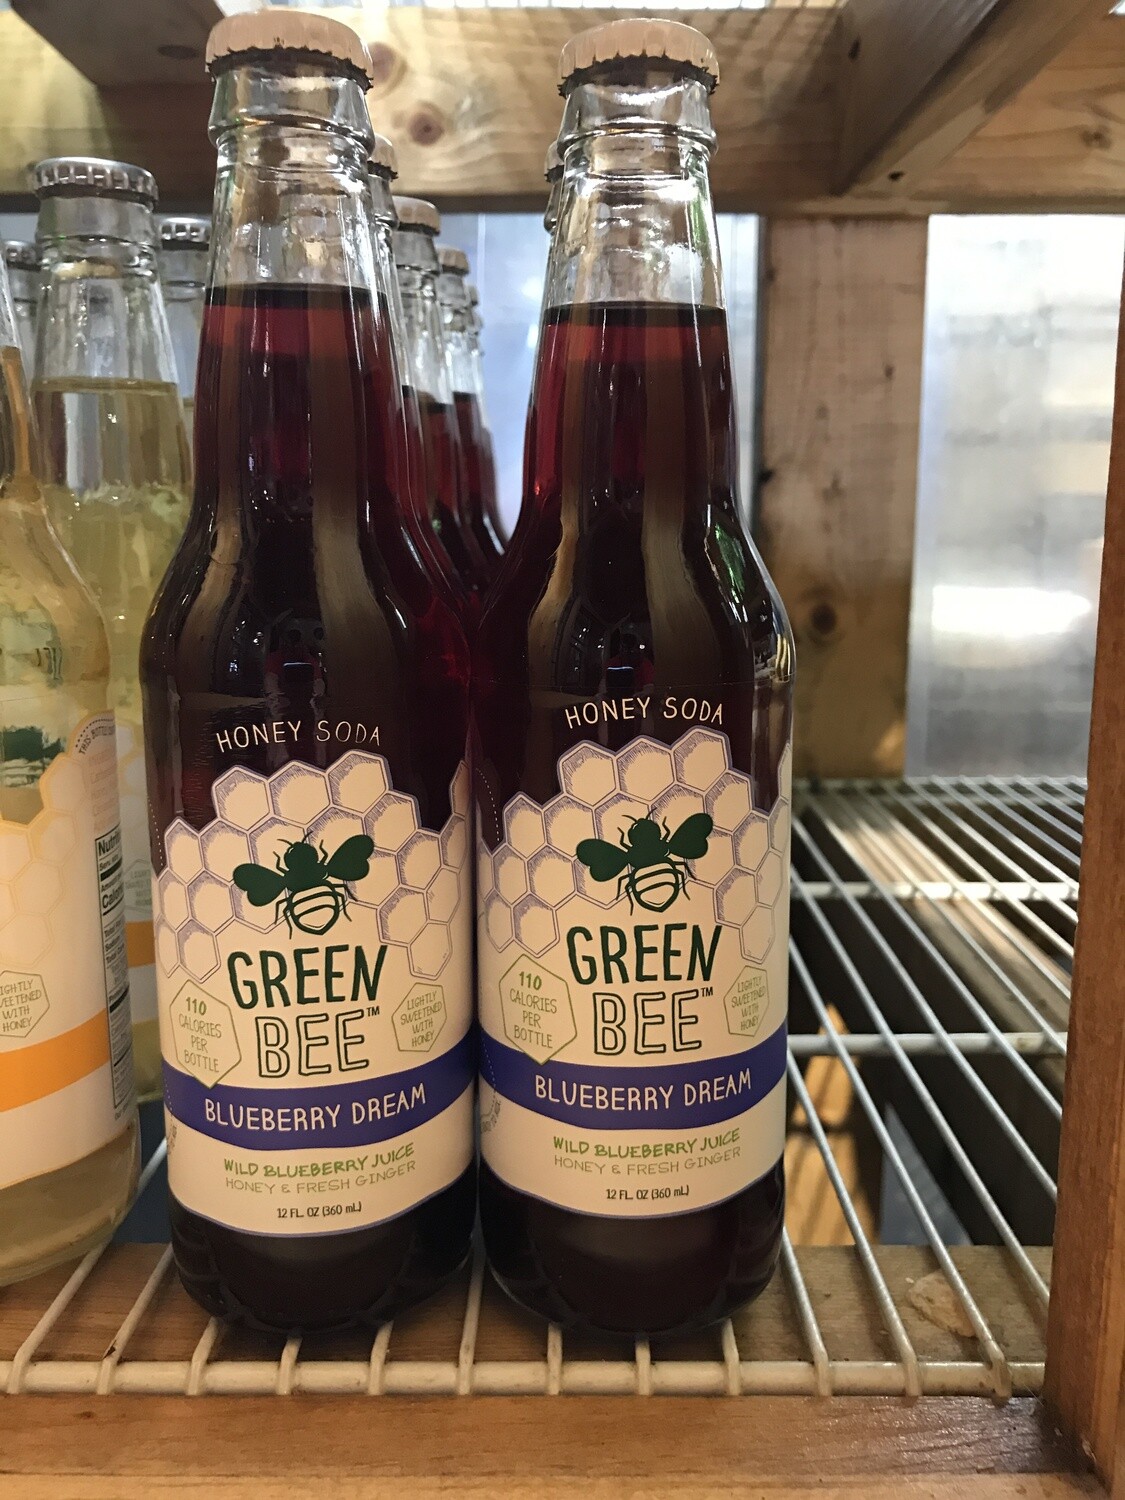 HONEY SODA
GREEN
BEE™
110
CALORIES
PER
BOTTLE
LIGHTLY
SWEETENED
WITH
HONEY
BLUEBERRY DREAM
WILD BLUEBERRY JUICE
HONEY & FRESH GINGER
12 FL. OZ (360 mL)
HONEY SODA
GREEN
BEE™
110
CALORIES
PER
BOTTLE
LIGHTLY
SWEETENED
WITH
HONEY
BLUEBERRY DREAM
WILD BLUEBERRY JUICE
HONEY & FRESH GINGER
12 FL. OZ (360 mL)
WITH
HONEY